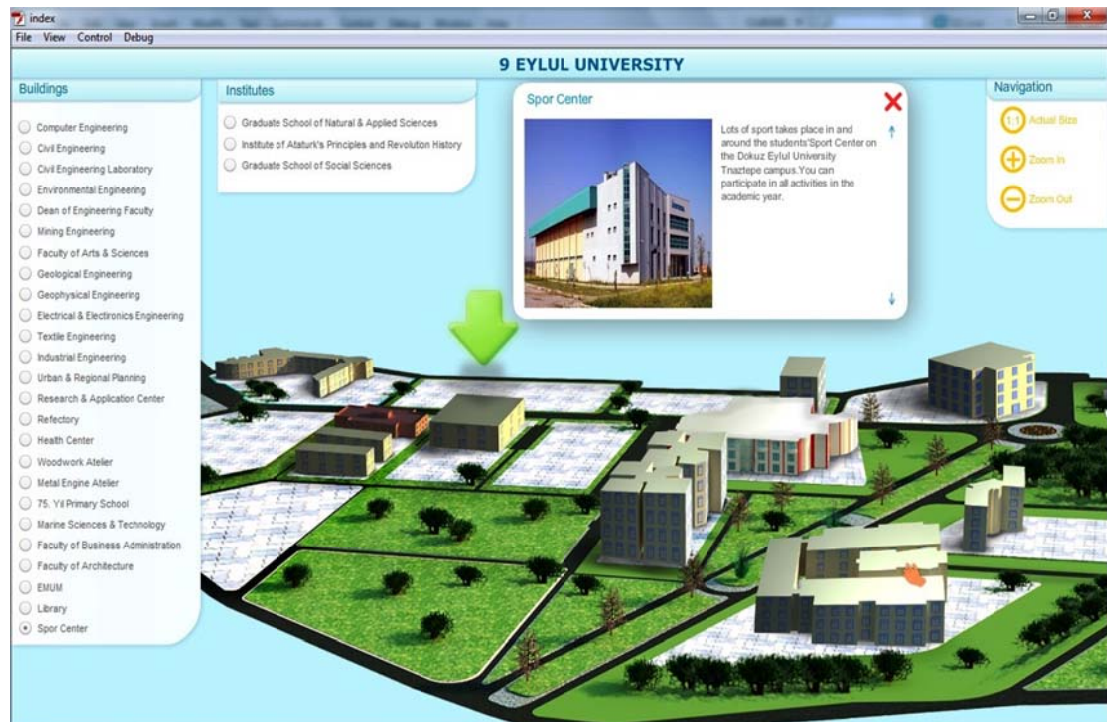 index
File View Control Debug
9 EYLUL UNIVERSITY
Buildings
Computer Engineering
Civil Engineering
Civil Engineering Laboratory
Environmental Engineering
Dean of Engineering Faculty
Mining Engineering
Faculty of Arts & Sciences
Geological Engineering
Geophysical Engineering
Electrical & Electironics Engineering
Textile Engineering
Industrial Engineering
Urban & Regional Planning
Research & Application Center
Refectory
Health Center
Woodwork Atelier
Metal Engine Atelier
75. Yıl Primary School
Marine Sciences & Technology
Faculty of Business Administration
Faculty of Architecture
EMUM
Library
Spor Center
Institutes
Graduate School of Natural & Applied Sciences
Institute of Ataturk's Principles and Revolution History
Graduate School of Social Sciences
Spor Center
Lots of sport takes place in and
around the students'Sport Center on
the Dokuz Eylul University
Tnaztepe campus.You can
participate in all activities in the
academic year.
Navigation
1:1 Actual Size
Zoom In
Zoom Out